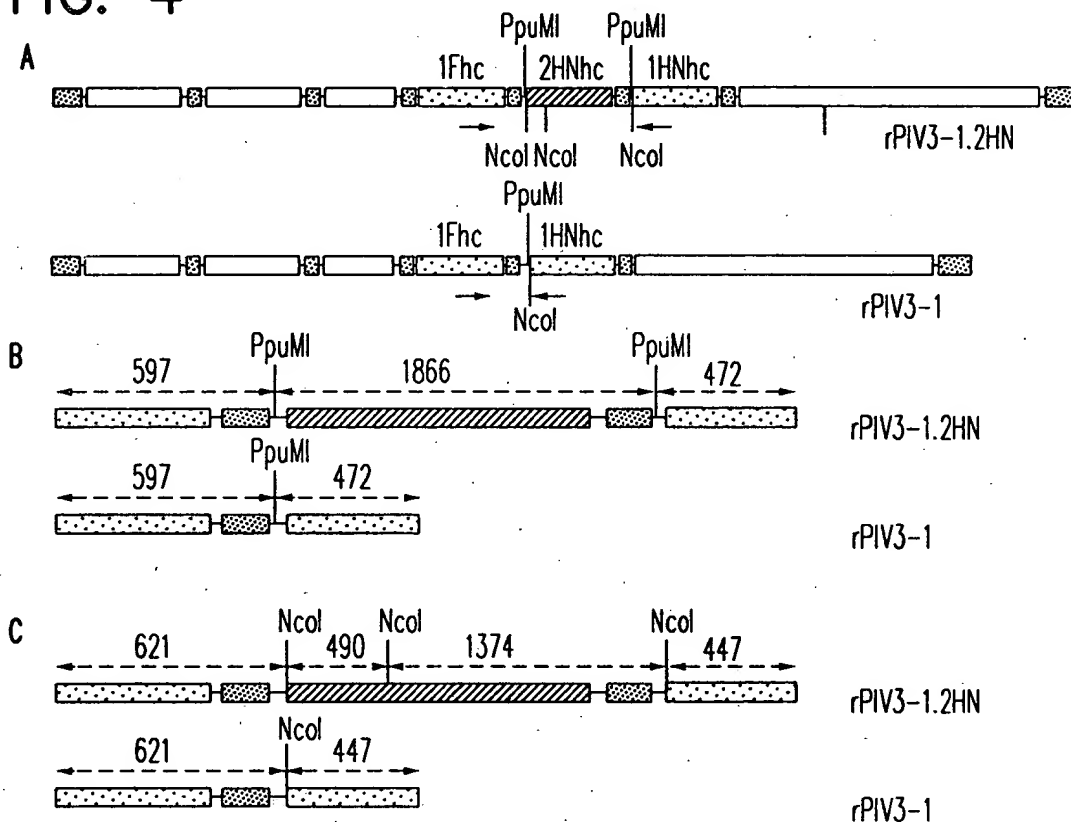 FIG. 4
A
PpuMI PpuMI
1Fhc 2HNhc 1HNhc
rPIV3-1.2HN
NcoI NcoI NcoI
PpuMI
1Fhc 1HNhc
rPIV3-1
NcoI
B
PpuMI PpuMI
597 1866 472
rPIV3-1.2HN
PpuMI
597 472
rPIV3-1
C
NcoI NcoI NcoI
621 490 1374 447
rPIV3-1.2HN
NcoI
621 447
rPIV3-1